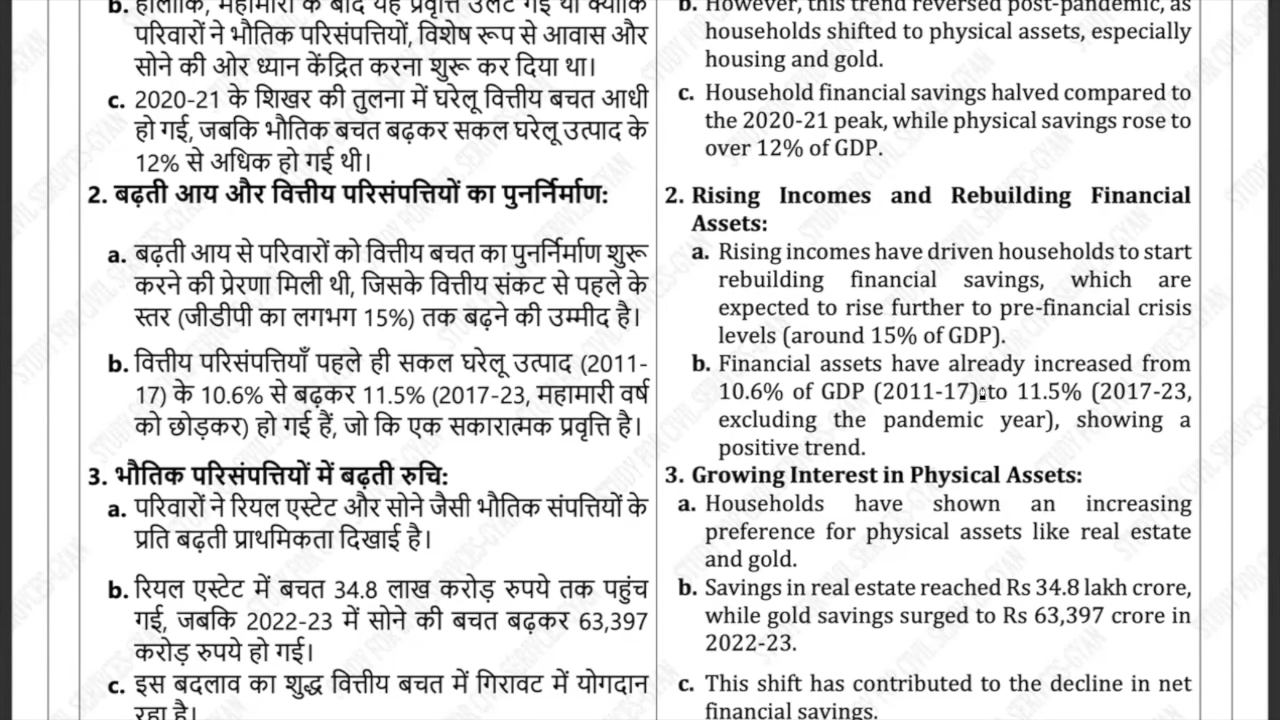 b. हालांकि, महामारी के बाद यह प्रवृत्ति उलट गई थी क्योंकि
परिवारों ने भौतिक परिसंपत्तियों, विशेष रूप से आवास और
सोने की ओर ध्यान केंद्रित करना शुरू कर दिया था।
c. 2020-21 के शिखर की तुलना में घरेलू वित्तीय बचत आधी
हो गई, जबकि भौतिक बचत बढ़कर सकल घरेलू उत्पाद के
12% से अधिक हो गई थी।
2. बढ़ती आय और वित्तीय परिसंपत्तियों का पुनर्निर्माण:
a. बढ़ती आय से परिवारों को वित्तीय बचत का पुनर्निर्माण शुरू
करने की प्रेरणा मिली थी, जिसके वित्तीय संकट से पहले के
स्तर (जीडीपी का लगभग 15%) तक बढ़ने की उम्मीद है।
b. वित्तीय परिसंपत्तियाँ पहले ही सकल घरेलू उत्पाद (2011-
17) के 10.6% से बढ़कर 11.5% (2017-23, महामारी वर्ष
को छोड़कर) हो गई हैं, जो कि एक सकारात्मक प्रवृत्ति है।
3. भौतिक परिसंपत्तियों में बढ़ती रुचि:
a. परिवारों ने रियल एस्टेट और सोने जैसी भौतिक संपत्तियों के
प्रति बढ़ती प्राथमिकता दिखाई है।
b. रियल एस्टेट में बचत 34.8 लाख करोड़ रुपये तक पहुंच
गई, जबकि 2022-23 में सोने की बचत बढ़कर 63,397
करोड़ रुपये हो गई।
c. इस बदलाव का शुद्ध वित्तीय बचत में गिरावट में योगदान
रहा है।
b. However, this trend reversed post-pandemic, as
households shifted to physical assets, especially
housing and gold.
c. Household financial savings halved compared to
the 2020-21 peak, while physical savings rose to
over 12% of GDP.
2. Rising Incomes and Rebuilding Financial
Assets:
a. Rising incomes have driven households to start
rebuilding financial savings, which are
expected to rise further to pre-financial crisis
levels (around 15% of GDP).
b. Financial assets have already increased from
10.6% of GDP (2011-17) to 11.5% (2017-23,
excluding the pandemic year), showing a
positive trend.
3. Growing Interest in Physical Assets:
a. Households have shown an increasing
preference for physical assets like real estate
and gold.
b. Savings in real estate reached Rs 34.8 lakh crore,
while gold savings surged to Rs 63,397 crore in
2022-23.
c. This shift has contributed to the decline in net
financial savings.